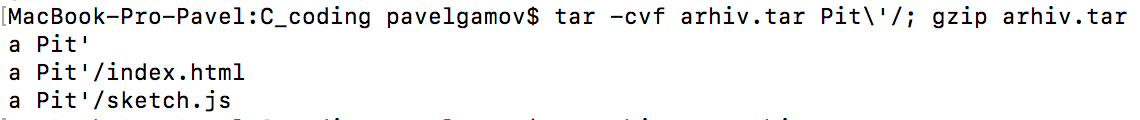 [MacBook-Pro-Pavel:C_coding pavelgamov$ tar -cvf arhiv.tar Pit\'/; gzip arhiv.tar
a Pit'
a Pit'/index.html
a Pit'/sketch.js